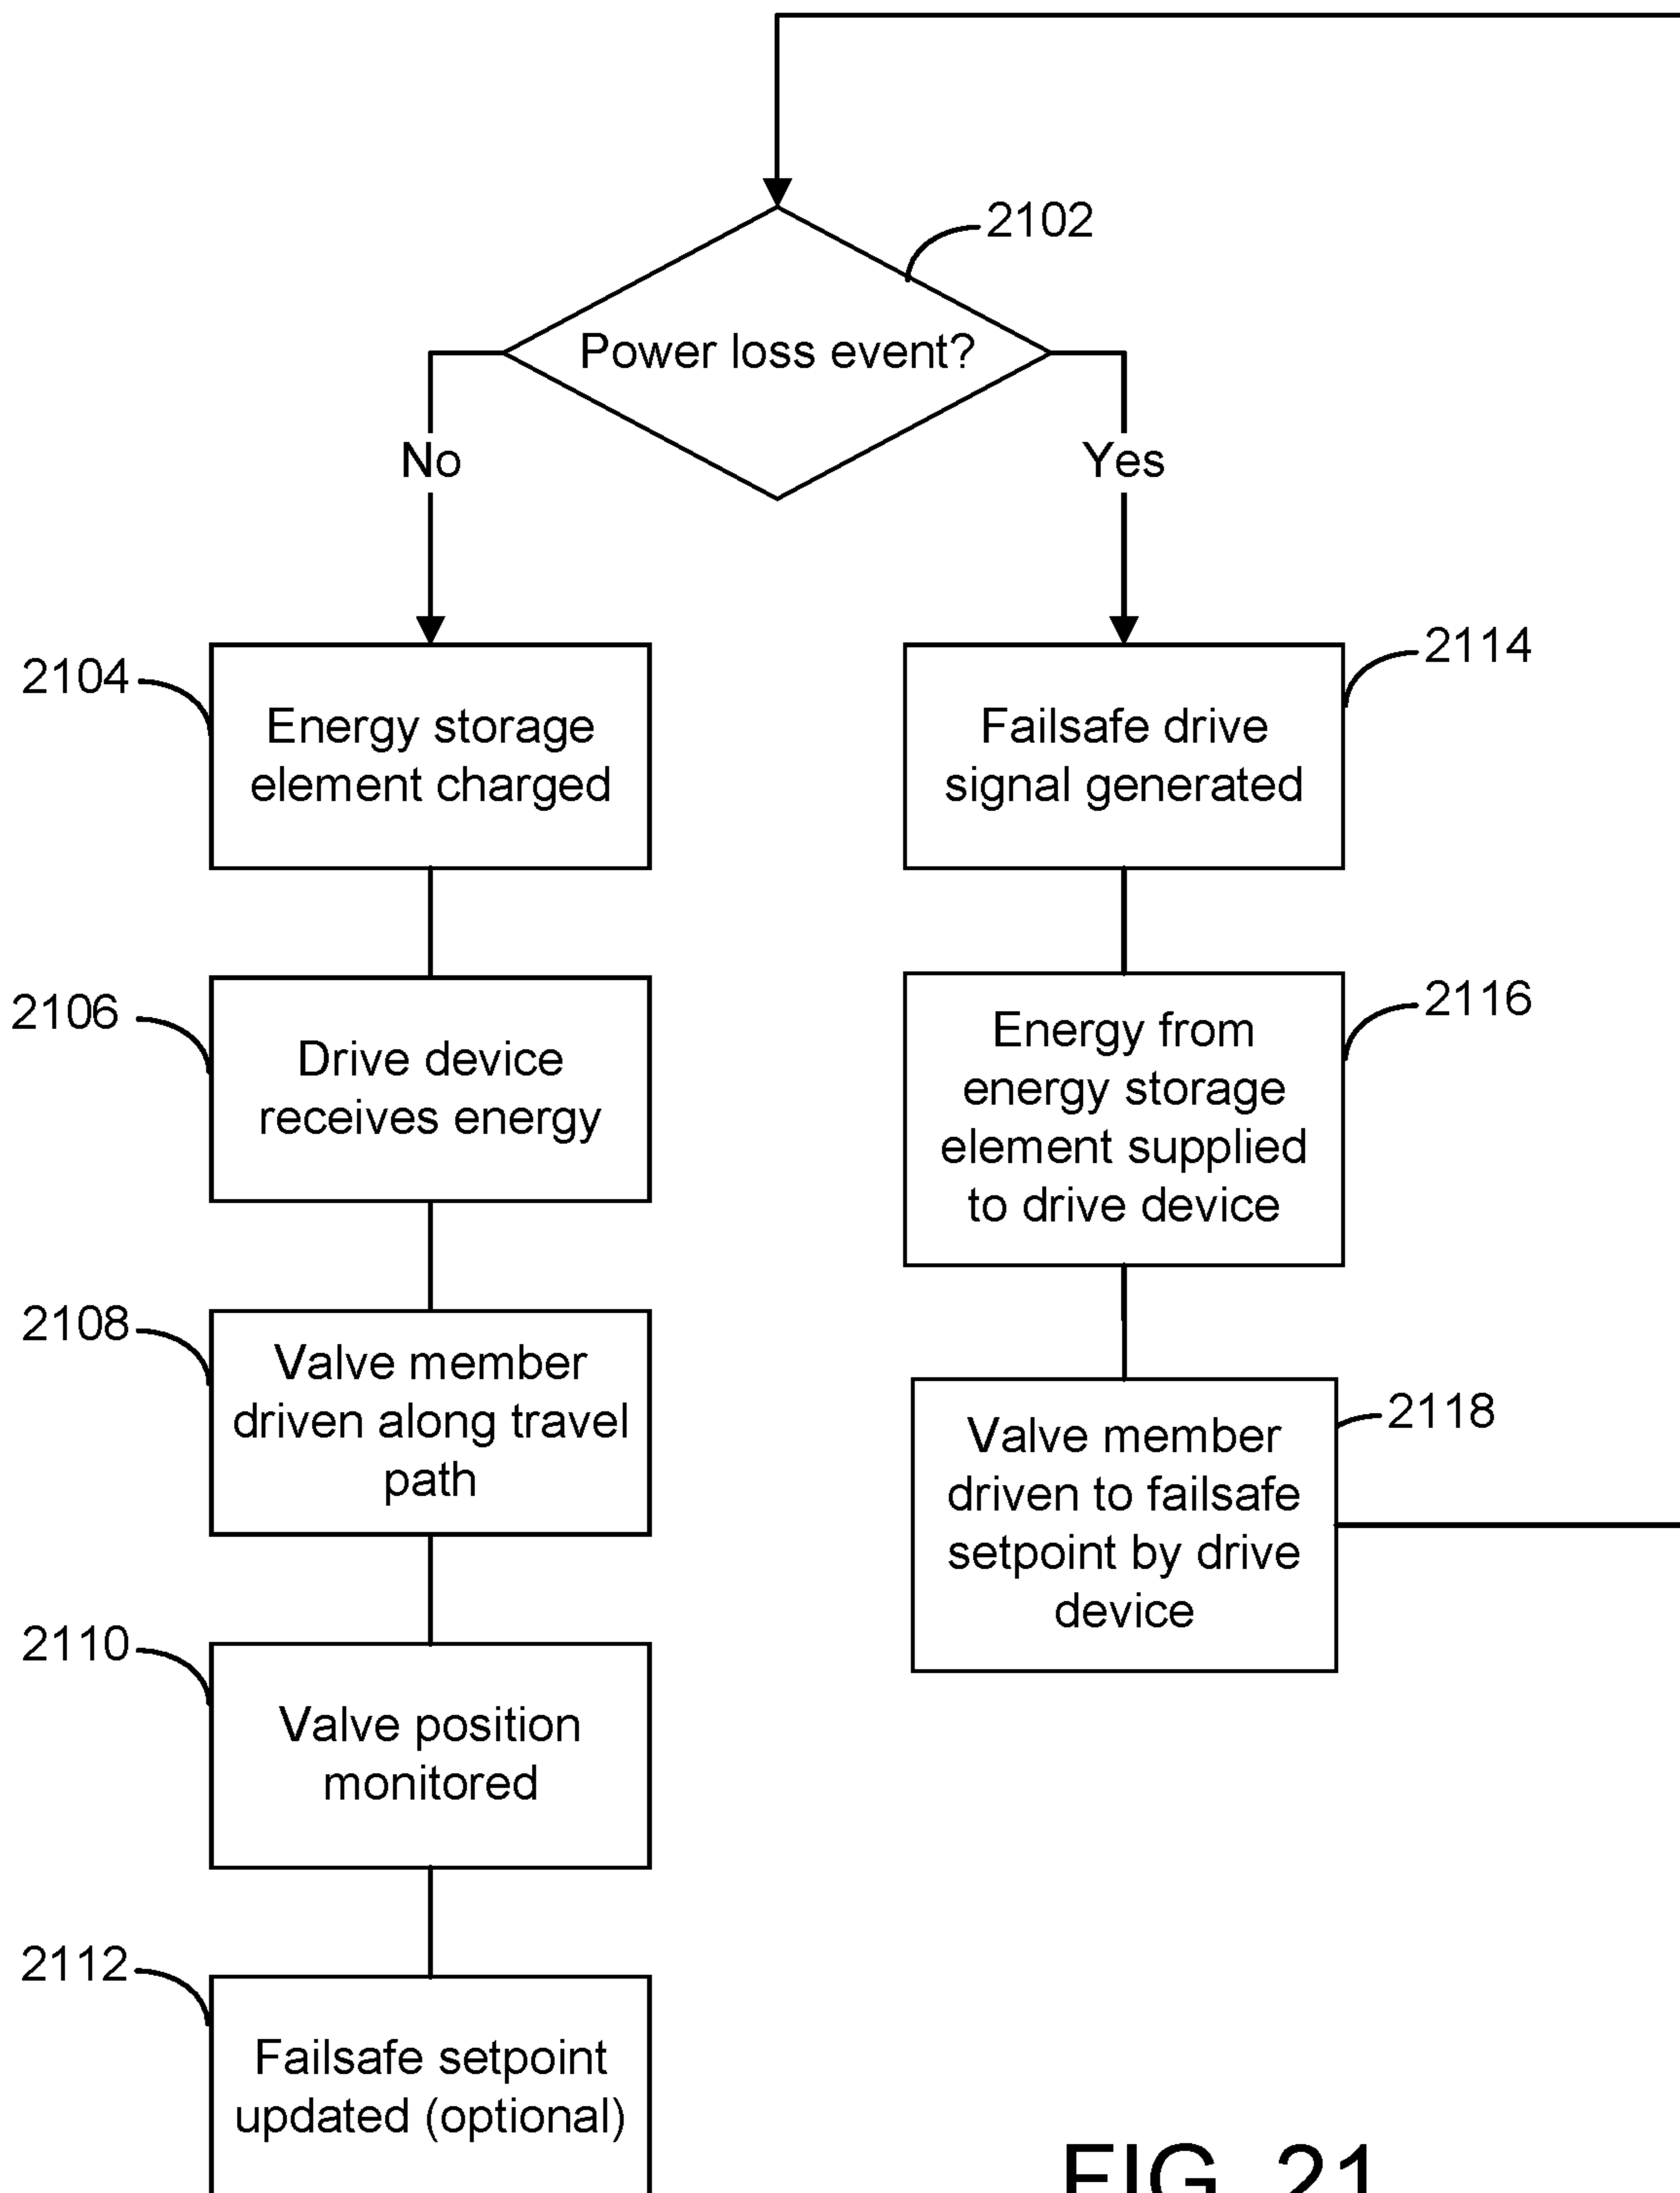 2102
Power loss event?
No
Yes
2104
Energy storage
element charged
2106
Drive device
receives energy
2108
Valve member
driven along travel
path
2110
Valve position
monitored
2112
Failsafe setpoint
updated (optional)
2114
Failsafe drive
signal generated
2116
Energy from
energy storage
element supplied
to drive device
2118
Valve member
driven to failsafe
setpoint by drive
device
FIG. 21